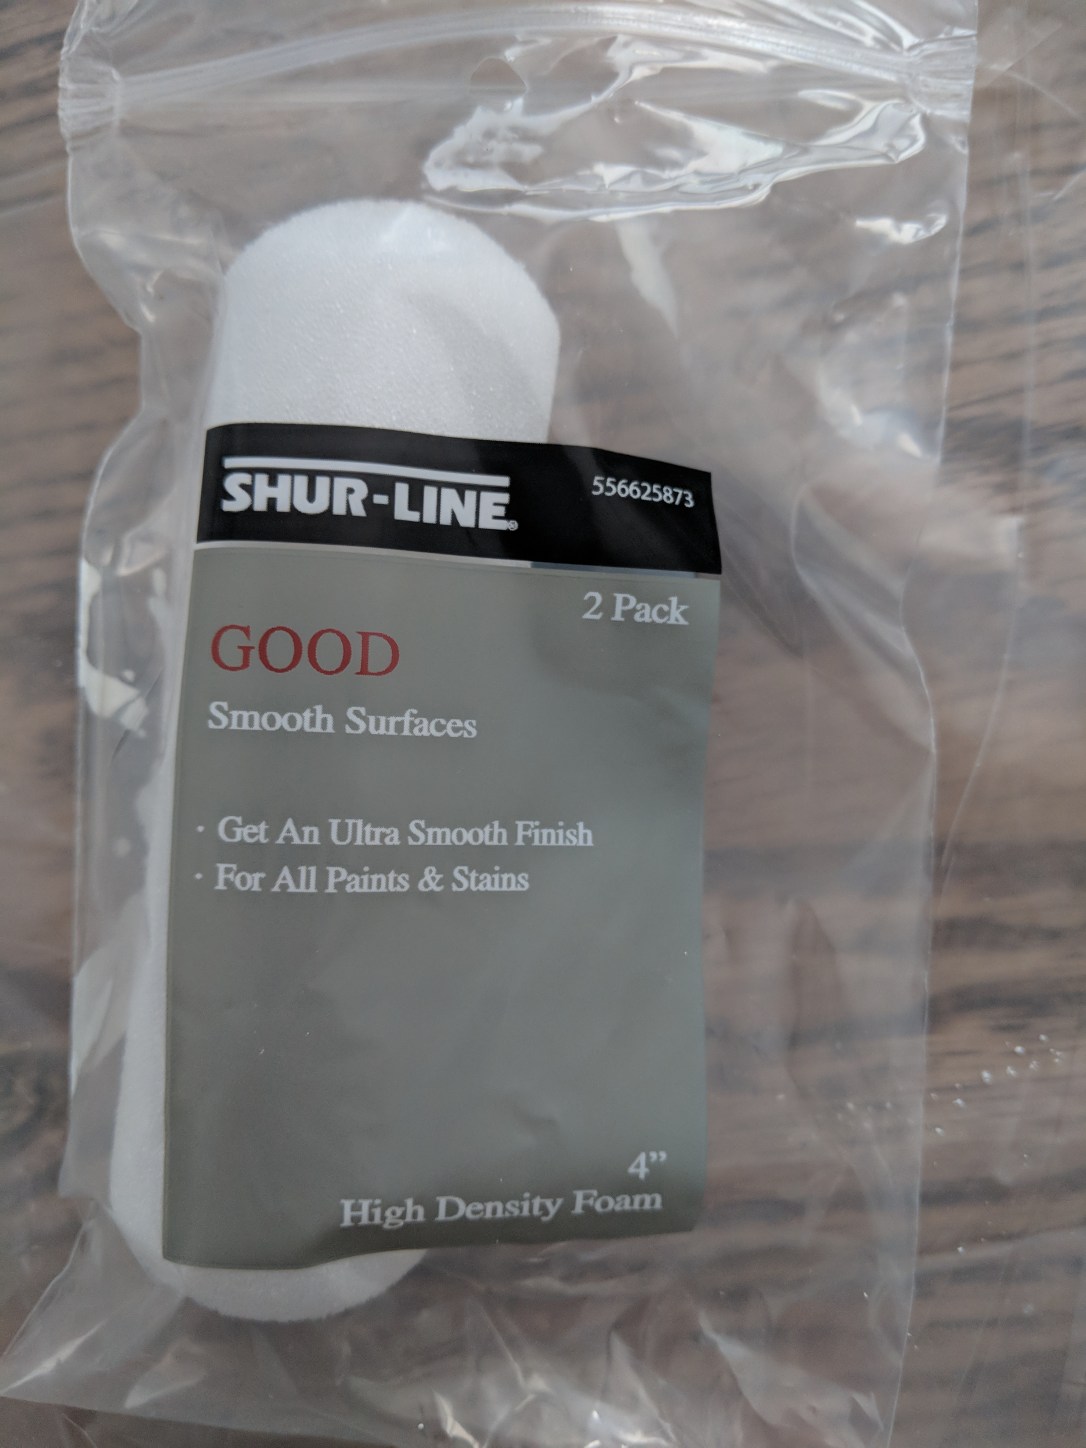 SHUR-LINE®
556625873
2 Pack
GOOD
Smooth Surfaces
· Get An Ultra Smooth Finish
· For All Paints & Stains
4”
High Density Foam